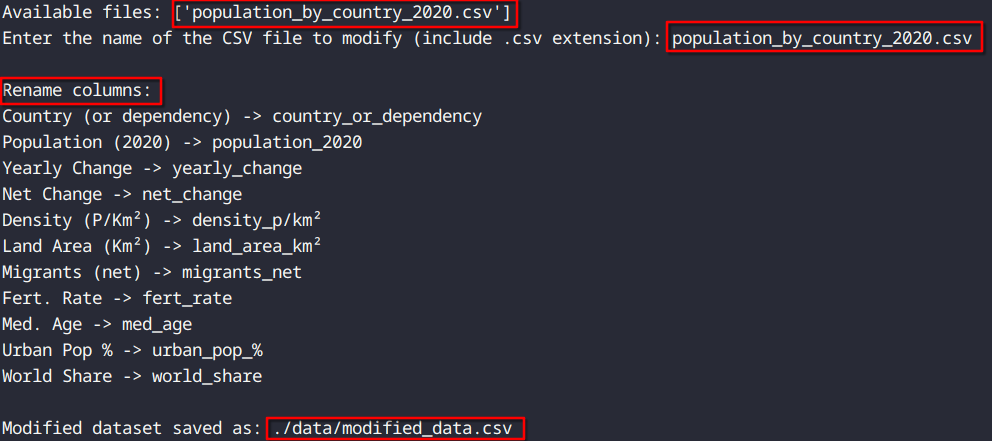 Available files: ['population_by_country_2020.csv']
Enter the name of the CSV file to modify (include .csv extension): population_by_country_2020.csv
Rename columns:
Country (or dependency) -> country_or_dependency
Population (2020) -> population_2020
Yearly Change -> yearly_change
Net Change -> net_change
Density (P/Km²) -> density_p/km²
Land Area (Km²) -> land_area_km²
Migrants (net) -> migrants_net
Fert. Rate -> fert_rate
Med. Age -> med_age
Urban Pop % -> urban_pop_%
World Share -> world_share
Modified dataset saved as: ./data/modified_data.csv